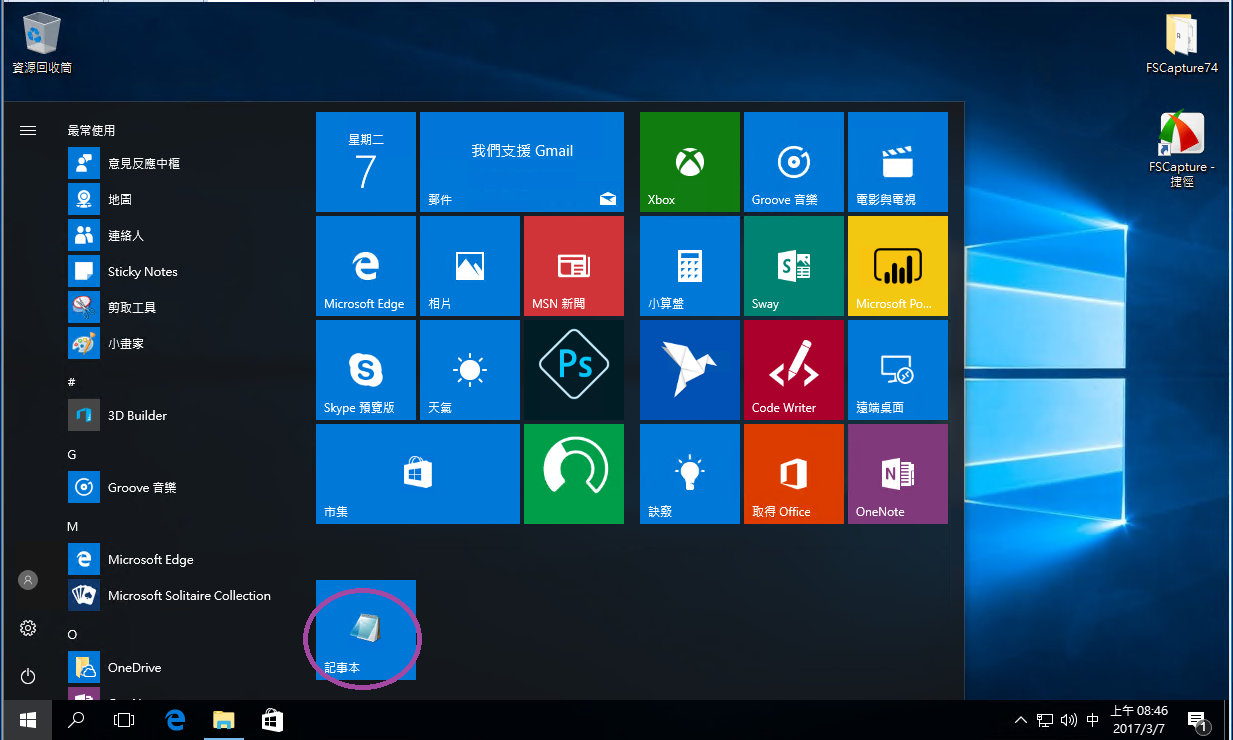 資源回收筒
FSCapture74
FSCapture -
捷徑
最常使用
意見反應中樞
地圖
連絡人
Sticky Notes
剪取工具
小畫家
#
3D Builder
G
Groove 音樂
M
Microsoft Edge
Microsoft Solitaire Collection
O
OneDrive
星期二
7
我們支援 Gmail
郵件
Xbox
Groove 音樂
電影與電視
Microsoft Edge
相片
MSN 新聞
小算盤
Sway
Microsoft Po...
Skype 預覽版
天氣
Ps
Code Writer
遠端桌面
市集
訣竅
取得 Office
OneNote
記事本
中
上午 08:46
2017/3/7
1